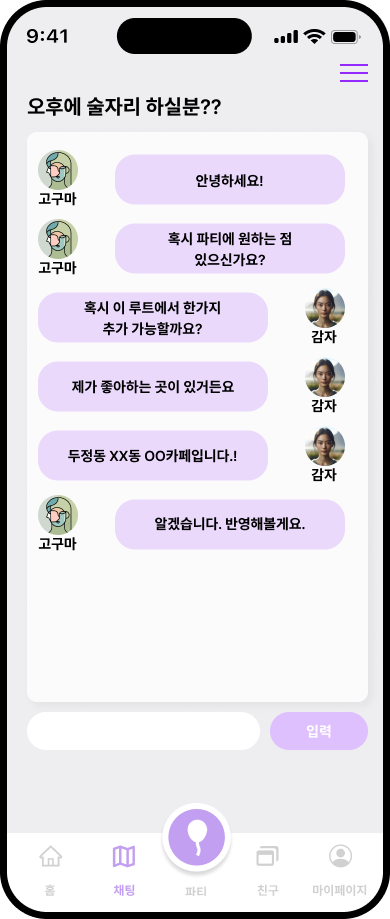 9:41
오후에 술자리 하실분??
안녕하세요!
고구마
혹시 파티에 원하는 점
있으신가요?
고구마
혹시 이 루트에서 한가지
추가 가능할까요?
감자
제가 좋아하는 곳이 있거든요
감자
두정동 XX동 OO카페입니다.!
감자
알겠습니다. 반영해볼게요.
고구마
입력
홈
채팅
파티
친구
마이페이지